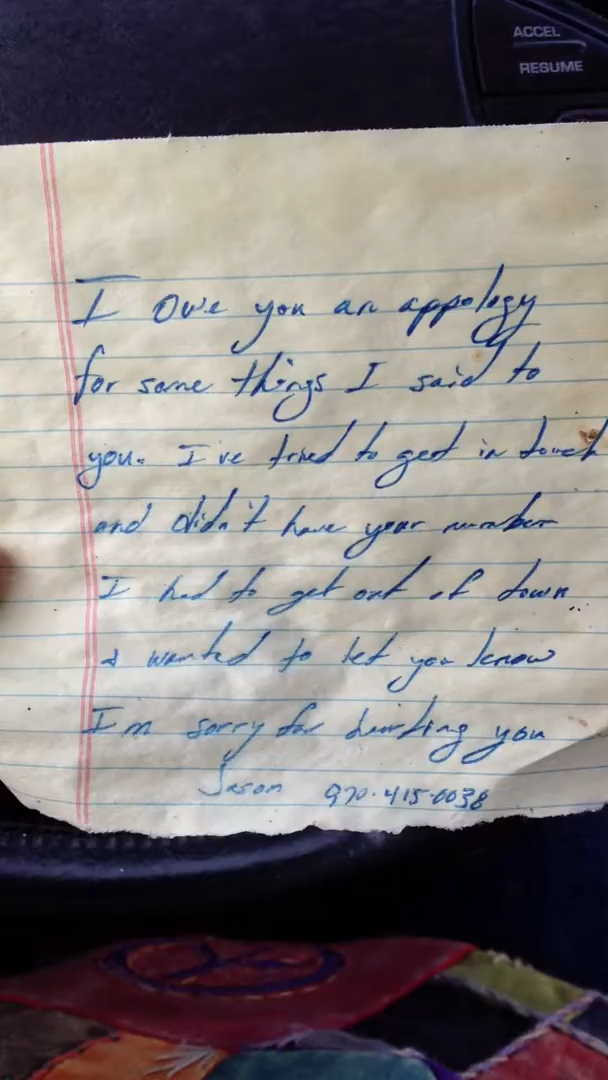 ACCEL
RESUME
I owe you an appology
for some things I said to
you. I've tried to get in touch
and didn't have your number
I had to get out of town
& wanted to let you know
I'm sorry for hurting you
Jason 970-415-0038